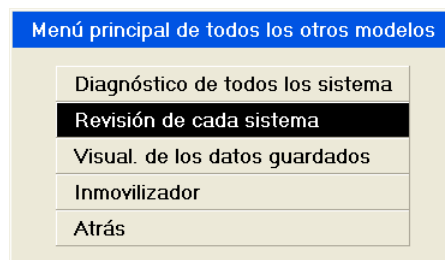 Menú principal de todos los otros modelos
Diagnóstico de todos los sistema
Revisión de cada sistema
Visual. de los datos guardados
Inmovilizador
Atrás